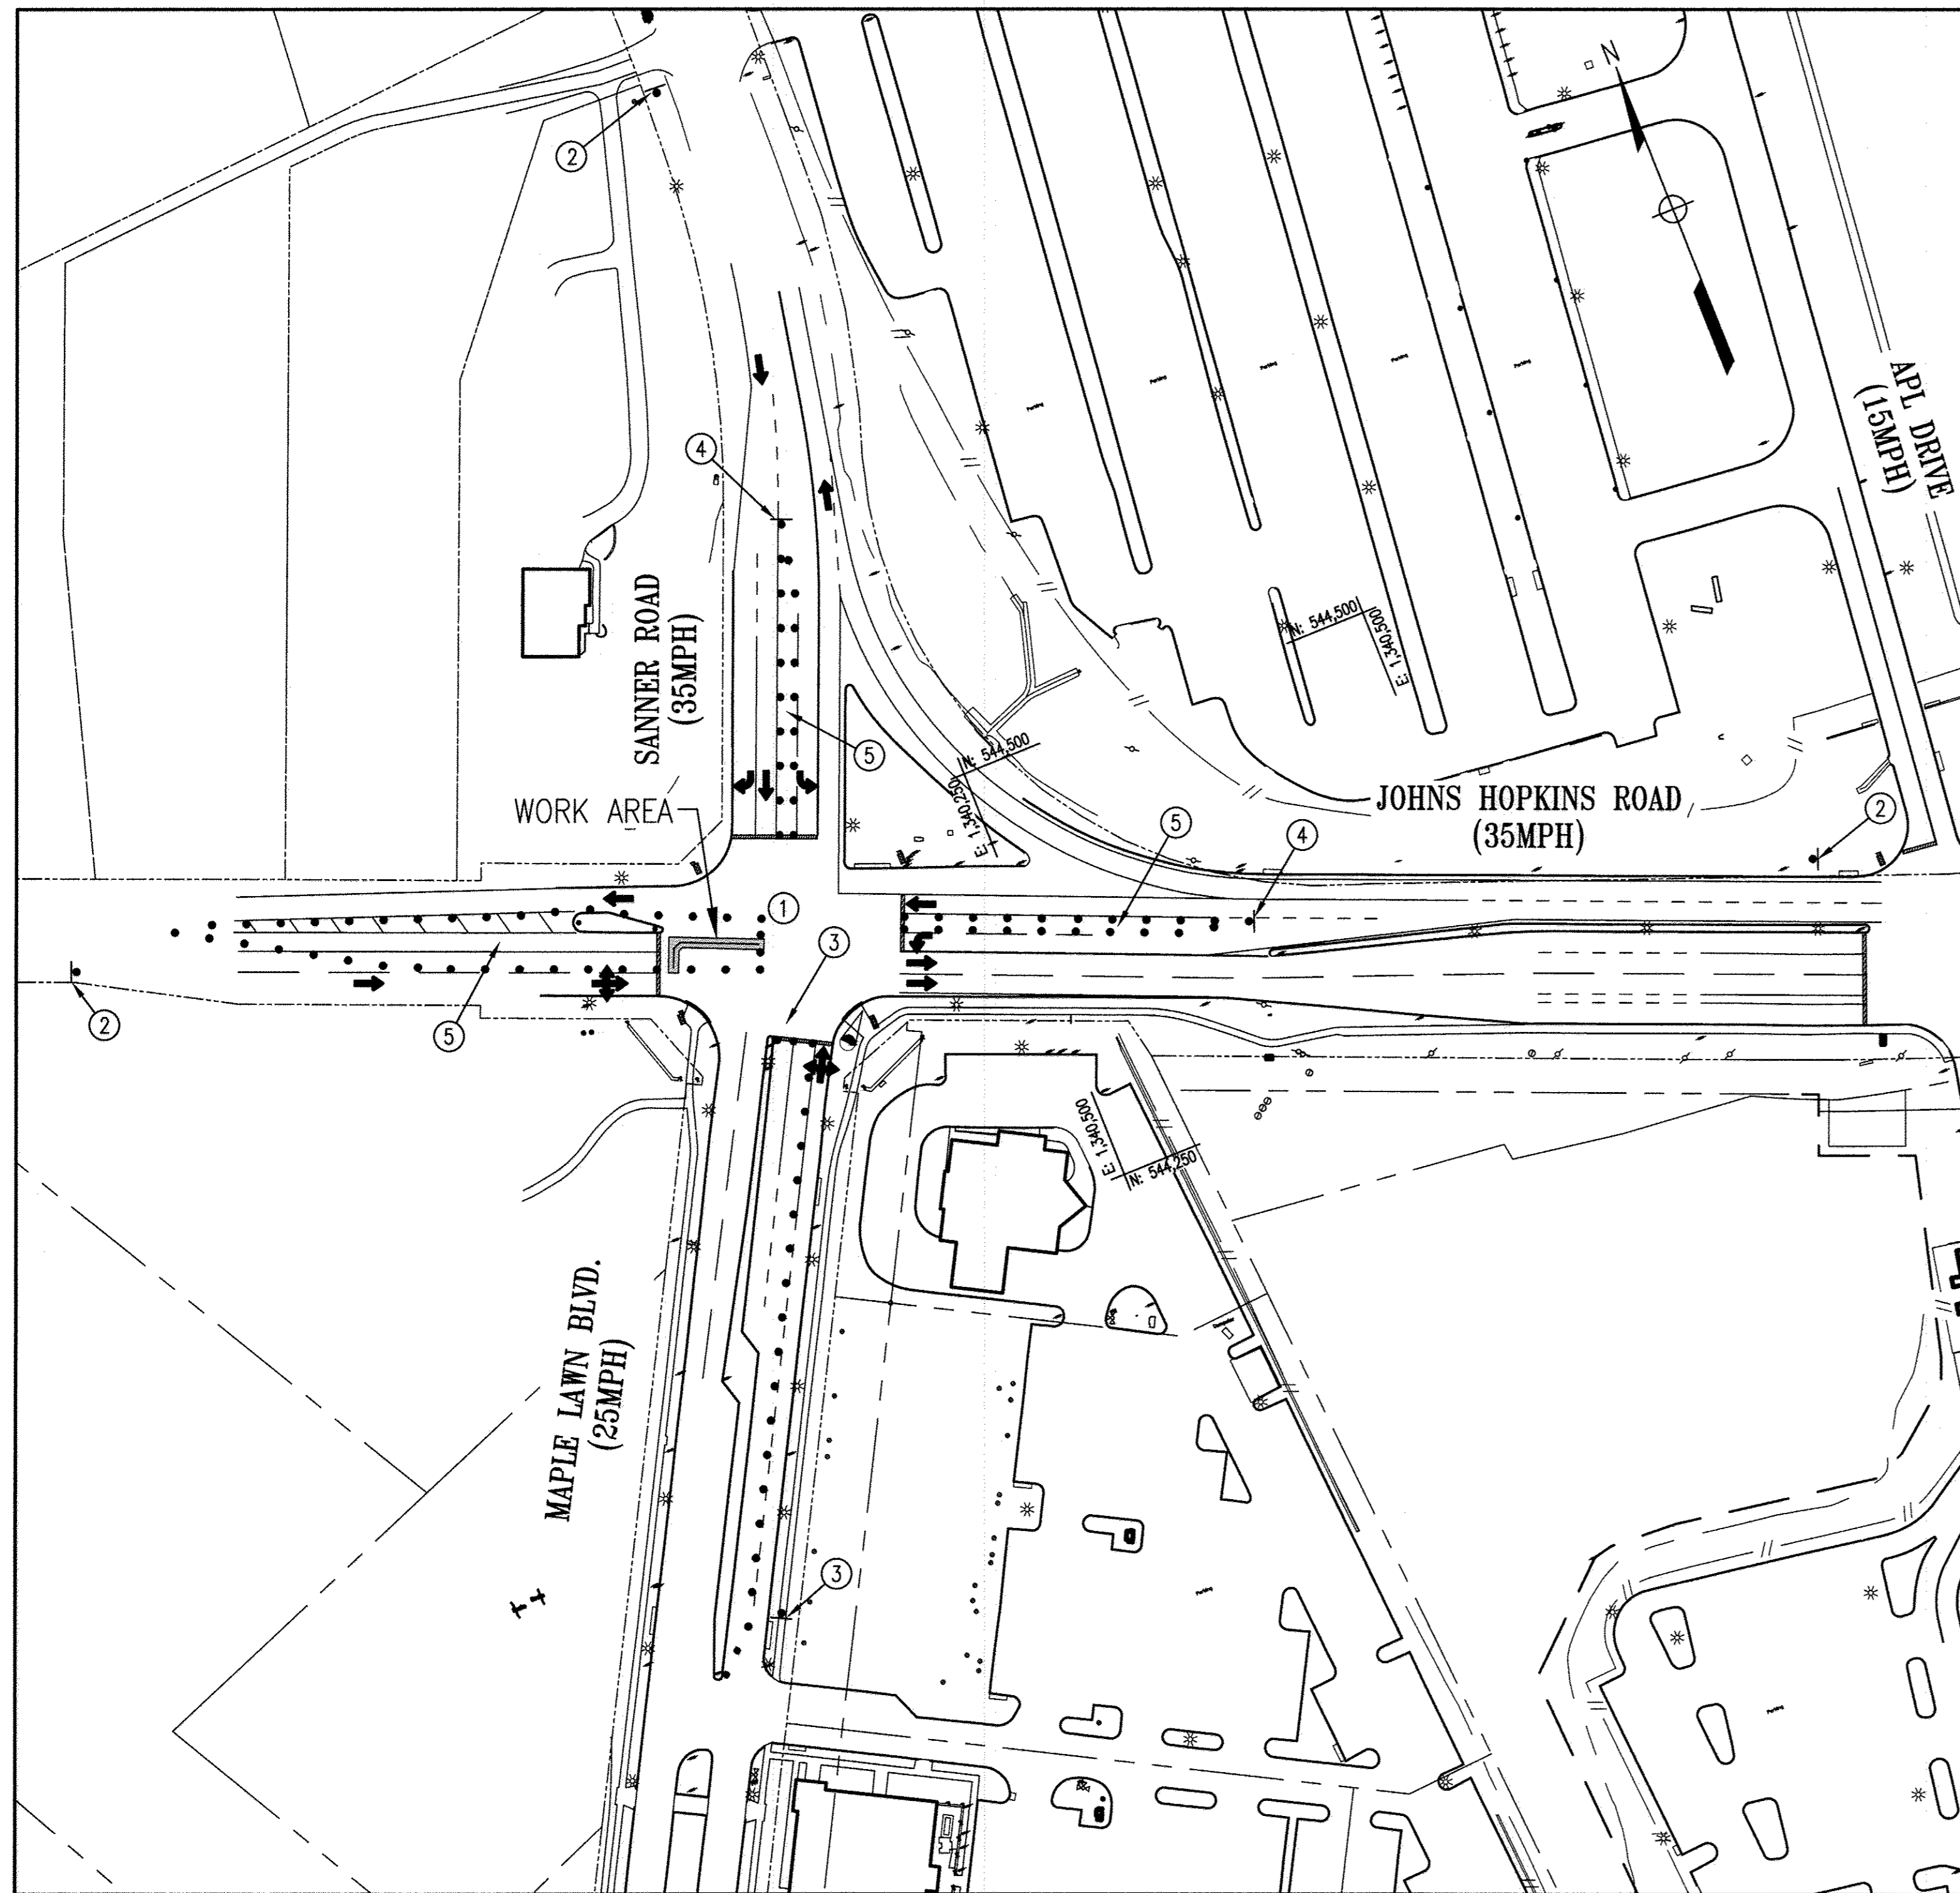 N
2
APL DRIVE
(15MPH)
4
SANNER ROAD
(35MPH)
N: 544,500
E: 1,340,500
5
N: 544,500
E: 1,340,250
WORK AREA
JOHNS HOPKINS ROAD
(35MPH)
5
4
2
1
3
2
5
E: 1,340,500
N: 544,250
MAPLE LAWN BLVD.
(25MPH)
3